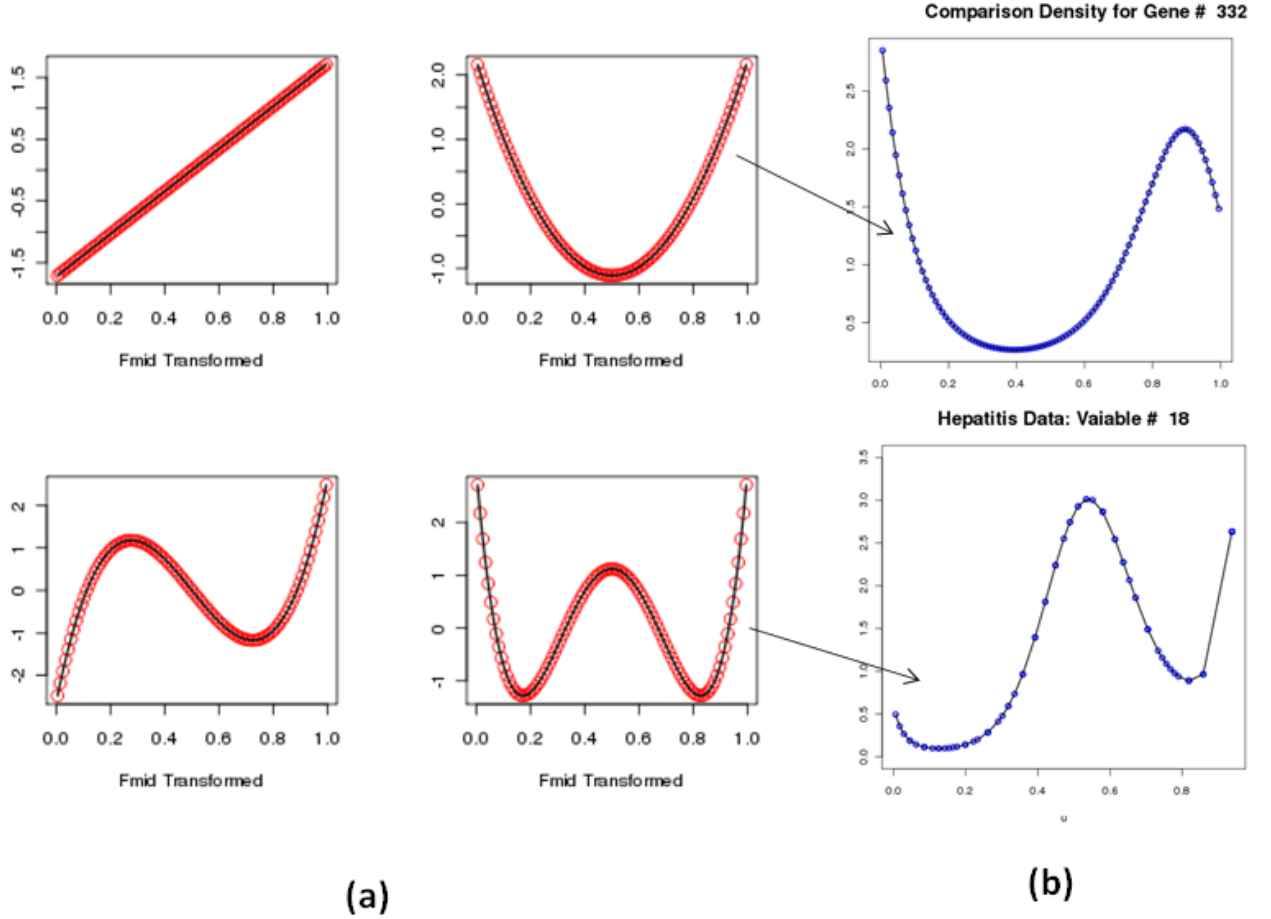 Comparison Density for Gene # 332
1.5
0.5
-0.5
-1.5
0.0 0.2 0.4 0.6 0.8 1.0
Fmid Transformed
2.0
1.0
0.0
-1.0
0.0 0.2 0.4 0.6 0.8 1.0
Fmid Transformed
2.5
2.0
1.5
1.0
0.5
0.0 0.2 0.4 0.6 0.8 1.0
Hepatitis Data: Vaiable # 18
2
1
0
-1
-2
0.0 0.2 0.4 0.6 0.8 1.0
Fmid Transformed
2
1
0
-1
0.0 0.2 0.4 0.6 0.8 1.0
Fmid Transformed
3.5
3.0
2.5
2.0
1.5
1.0
0.5
0.0
0.0 0.2 0.4 0.6 0.8
u
(a)
(b)